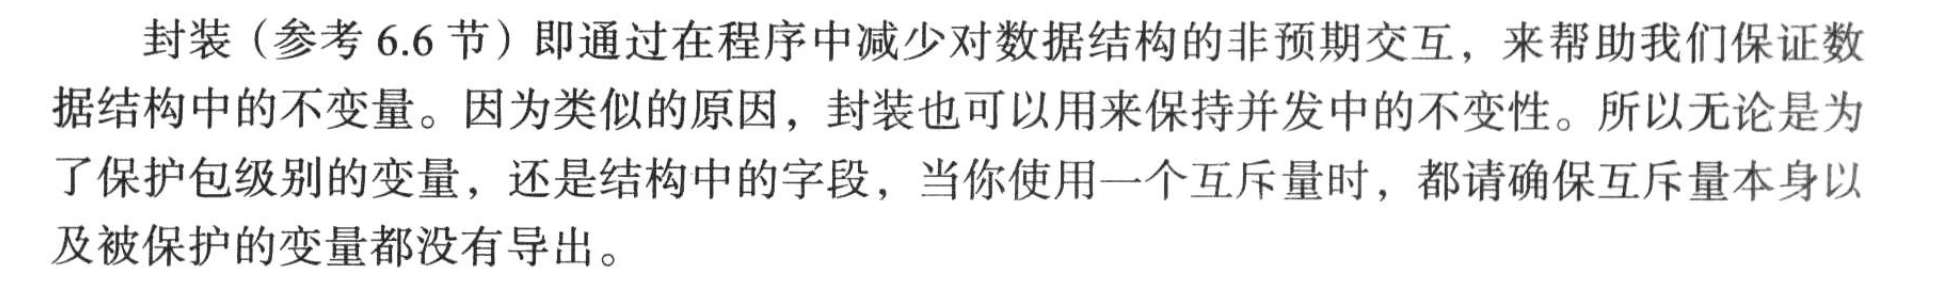 封装（参考 6.6 节）即通过在程序中减少对数据结构的非预期交互，来帮助我们保证数
据结构中的不变量。因为类似的原因，封装也可以用来保持并发中的不变性。所以无论是为
了保护包级别的变量，还是结构中的字段，当你使用一个互斥量时，都请确保互斥量本身以
及被保护的变量都没有导出。